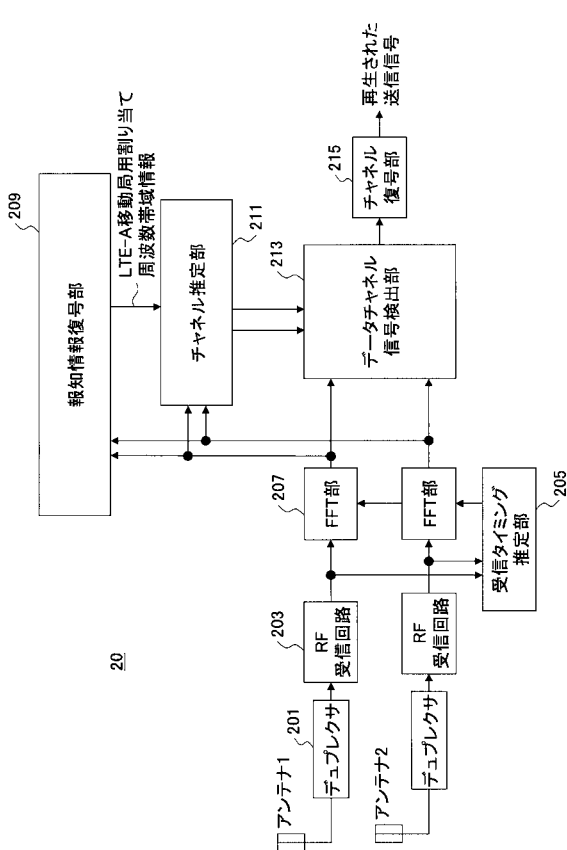 20
アンテナ1
201
デュプレクサ
203
RF
受信回路
207
FFT部
アンテナ2
デュプレクサ
RF
受信回路
FFT部
受信タイミング
推定部
205
209
報知情報復号部
LTE-A移動局用割り当て
周波数帯域情報
211
チャネル推定部
213
データチャネル
信号検出部
215
チャネル
復号部
再生された
送信信号